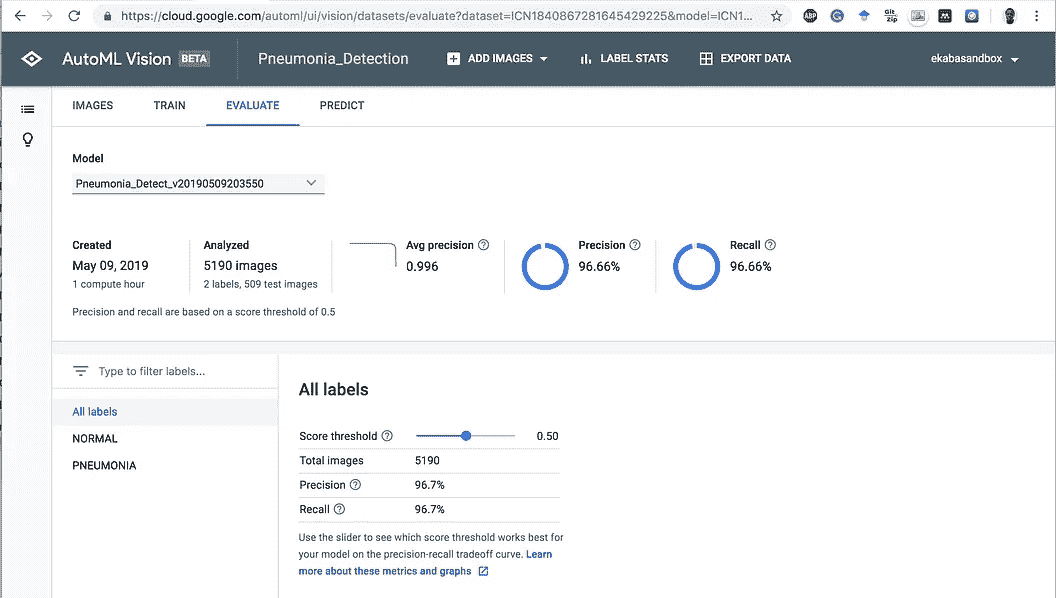 https://cloud.google.com/automl/ui/vision/datasets/evaluate?dataset=ICN1840867281645429225&model=ICN1...
ABP
Git Zip
AutoML Vision BETA
Pneumonia_Detection
ADD IMAGES
LABEL STATS
EXPORT DATA
ekabasandbox
IMAGES TRAIN EVALUATE PREDICT
Model
Pneumonia_Detect_v20190509203550
Created Analyzed Avg precision Precision Recall
May 09, 2019 5190 images 0.996 96.66% 96.66%
1 compute hour 2 labels, 509 test images
Precision and recall are based on a score threshold of 0.5
Type to filter labels...
All labels
NORMAL
PNEUMONIA
All labels
Score threshold 0.50
Total images 5190
Precision 96.7%
Recall 96.7%
Use the slider to see which score threshold works best for
your model on the precision-recall tradeoff curve. Learn
more about these metrics and graphs